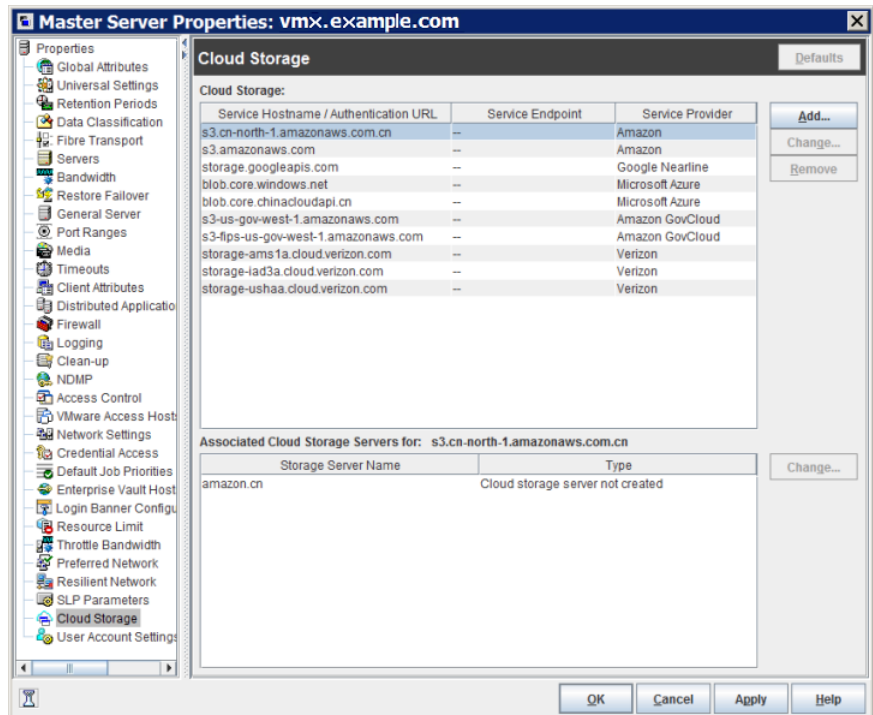 Master Server Properties: vmx.example.com
Properties
Global Attributes
Universal Settings
Retention Periods
Data Classification
Fibre Transport
Servers
Bandwidth
Restore Failover
General Server
Port Ranges
Media
Timeouts
Client Attributes
Distributed Applicatio
Firewall
Logging
Clean-up
NDMP
Access Control
VMware Access Hosts
Network Settings
Credential Access
Default Job Priorities
Enterprise Vault Host
Login Banner Configu
Resource Limit
Throttle Bandwidth
Preferred Network
Resilient Network
SLP Parameters
Cloud Storage
User Account Settings
Cloud Storage
Defaults
Cloud Storage:
Service Hostname / Authentication URL Service Endpoint Service Provider
s3.cn-north-1.amazonaws.com.cn -- Amazon
s3.amazonaws.com -- Amazon
storage.googleapis.com -- Google Nearline
blob.core.windows.net -- Microsoft Azure
blob.core.chinacloudapi.cn -- Microsoft Azure
s3-us-gov-west-1.amazonaws.com -- Amazon GovCloud
s3-fips-us-gov-west-1.amazonaws.com -- Amazon GovCloud
storage-ams1a.cloud.verizon.com -- Verizon
storage-iad3a.cloud.verizon.com -- Verizon
storage-ushaa.cloud.verizon.com -- Verizon
Add...
Change...
Remove
Associated Cloud Storage Servers for: s3.cn-north-1.amazonaws.com.cn
Storage Server Name Type
amazon.cn Cloud storage server not created
Change...
OK Cancel Apply Help